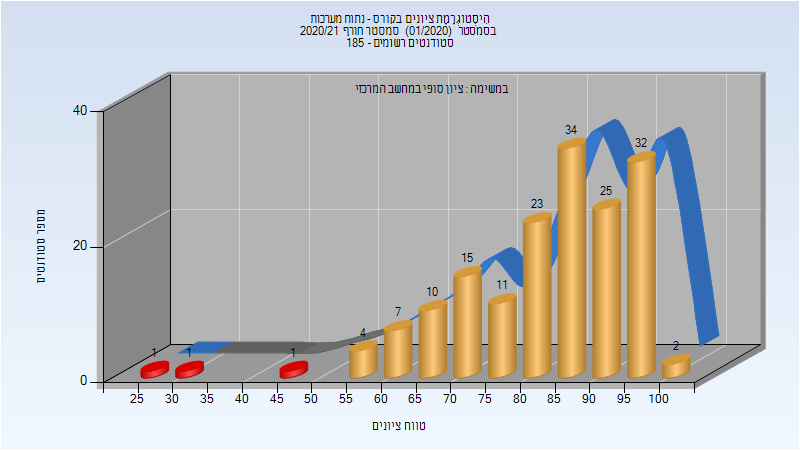 היסטוגרמת ציונים בקורס - נתוח מערכות
בסמסטר (01/2020) סמסטר חורף 2020/21
סטודנטים רשומים - 185
במשימה : ציון סופי במחשב המרכזי
מספר סטודנטים
40
20
0
1
1
1
4
7
10
15
11
23
34
25
32
2
25 30 35 40 45 50 55 60 65 70 75 80 85 90 95 100
טווח ציונים